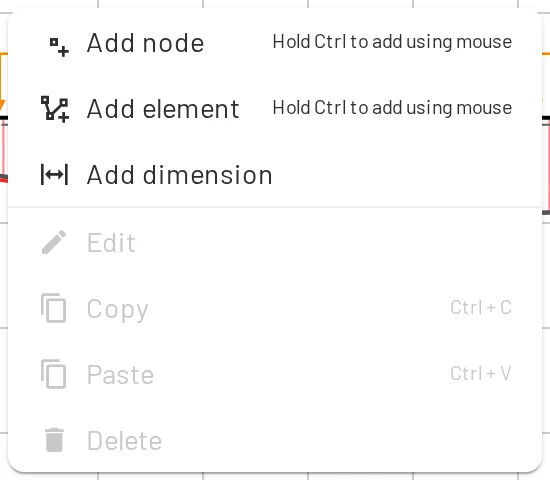 Add node Hold Ctrl to add using mouse
Add element Hold Ctrl to add using mouse
Add dimension
Edit
Copy Ctrl + C
Paste Ctrl + V
Delete